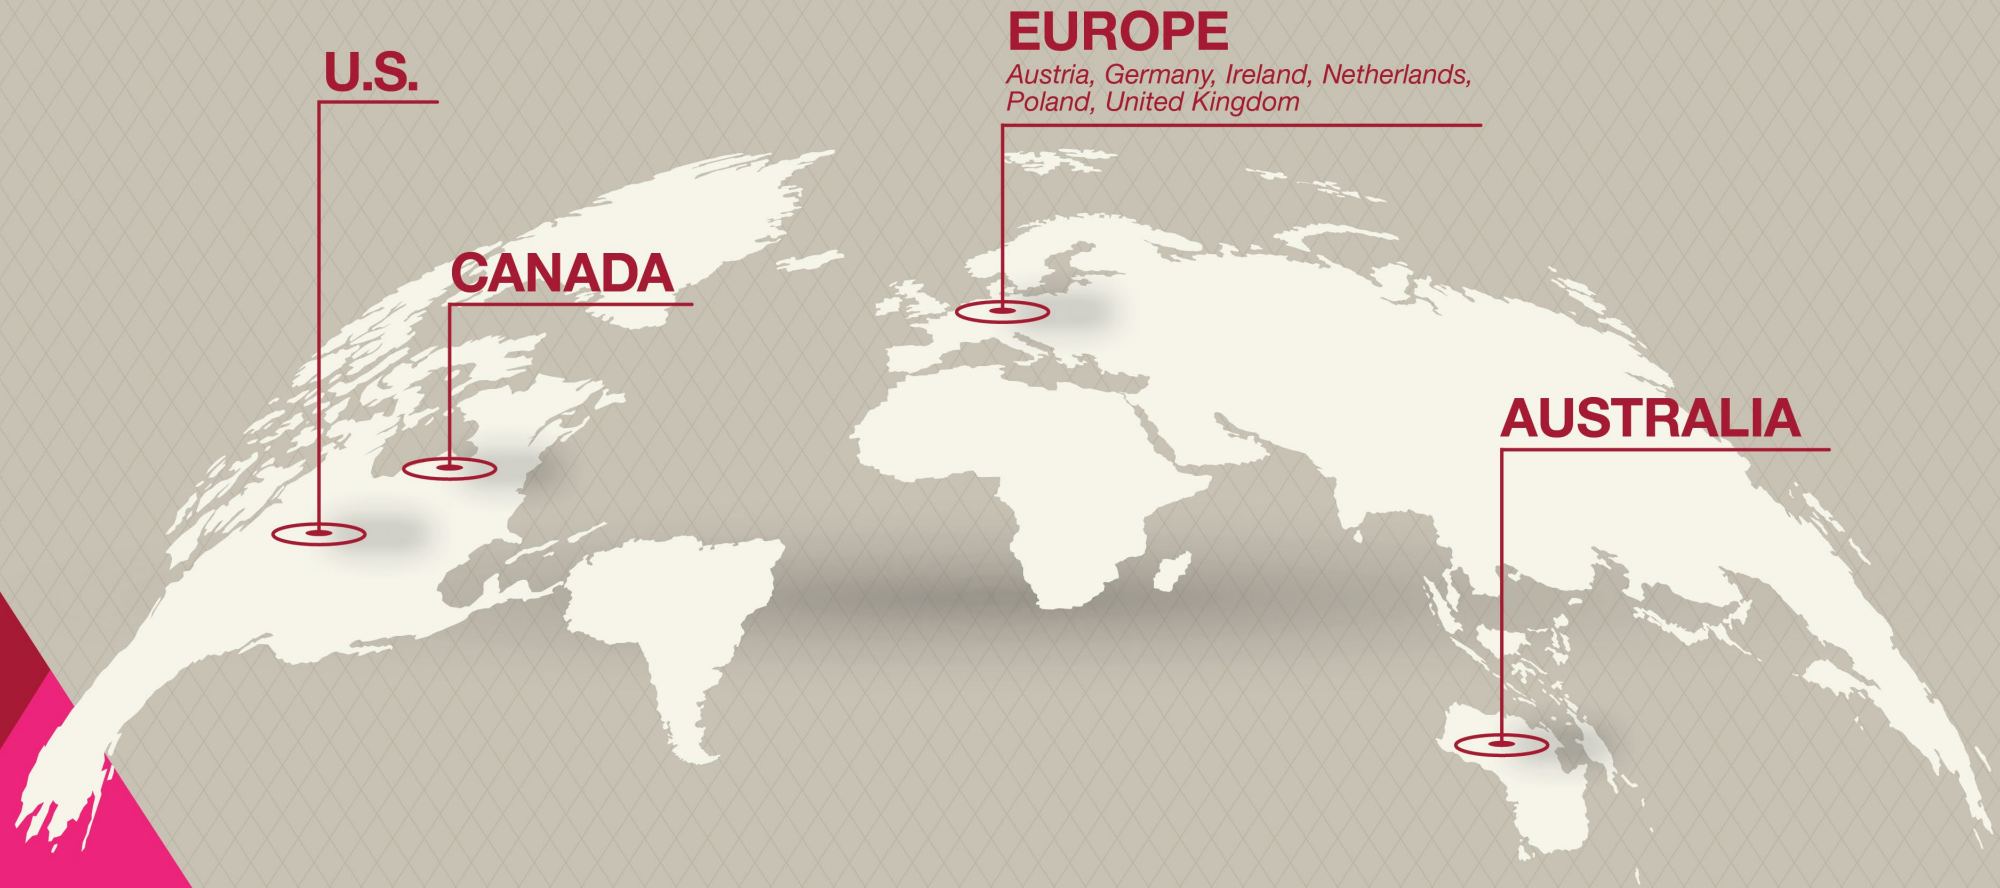 U.S.
EUROPE
Austria, Germany, Ireland, Netherlands,
Poland, United Kingdom
CANADA
AUSTRALIA